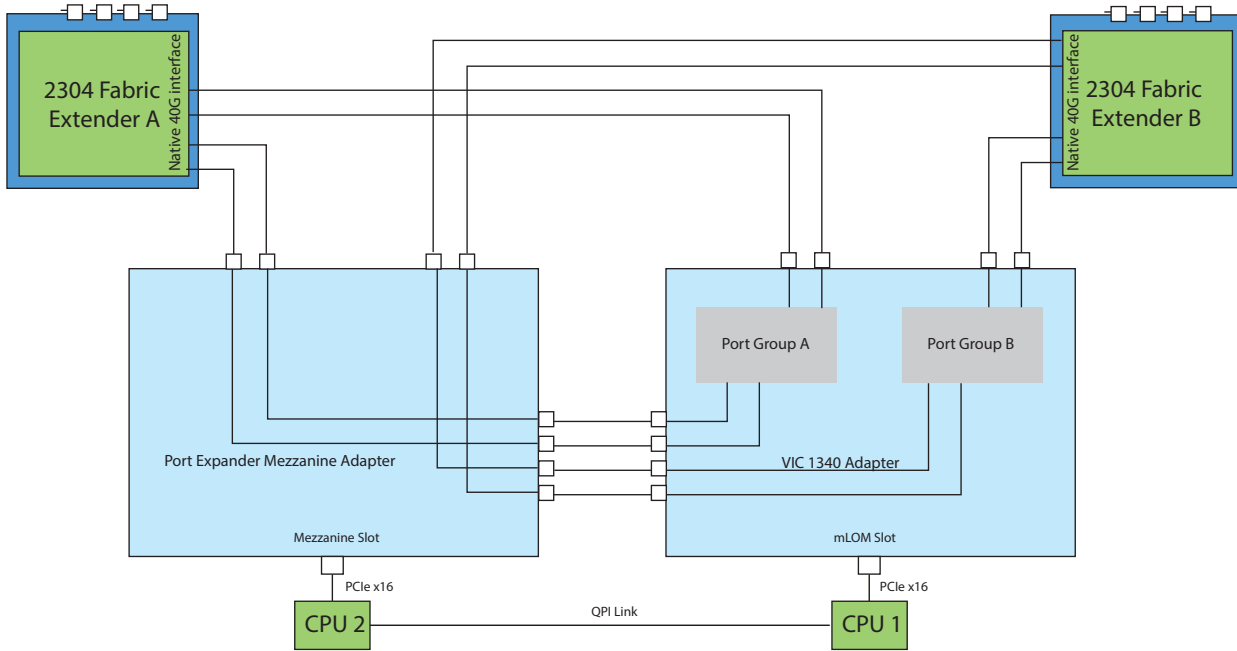 2304 Fabric
Extender A
Native 40G interface
Native 40G interface
2304 Fabric
Extender B
Port Group A
Port Group B
Port Expander Mezzanine Adapter
VIC 1340 Adapter
Mezzanine Slot
mLOM Slot
PCIe x16
PCIe x16
QPI Link
CPU 2
CPU 1